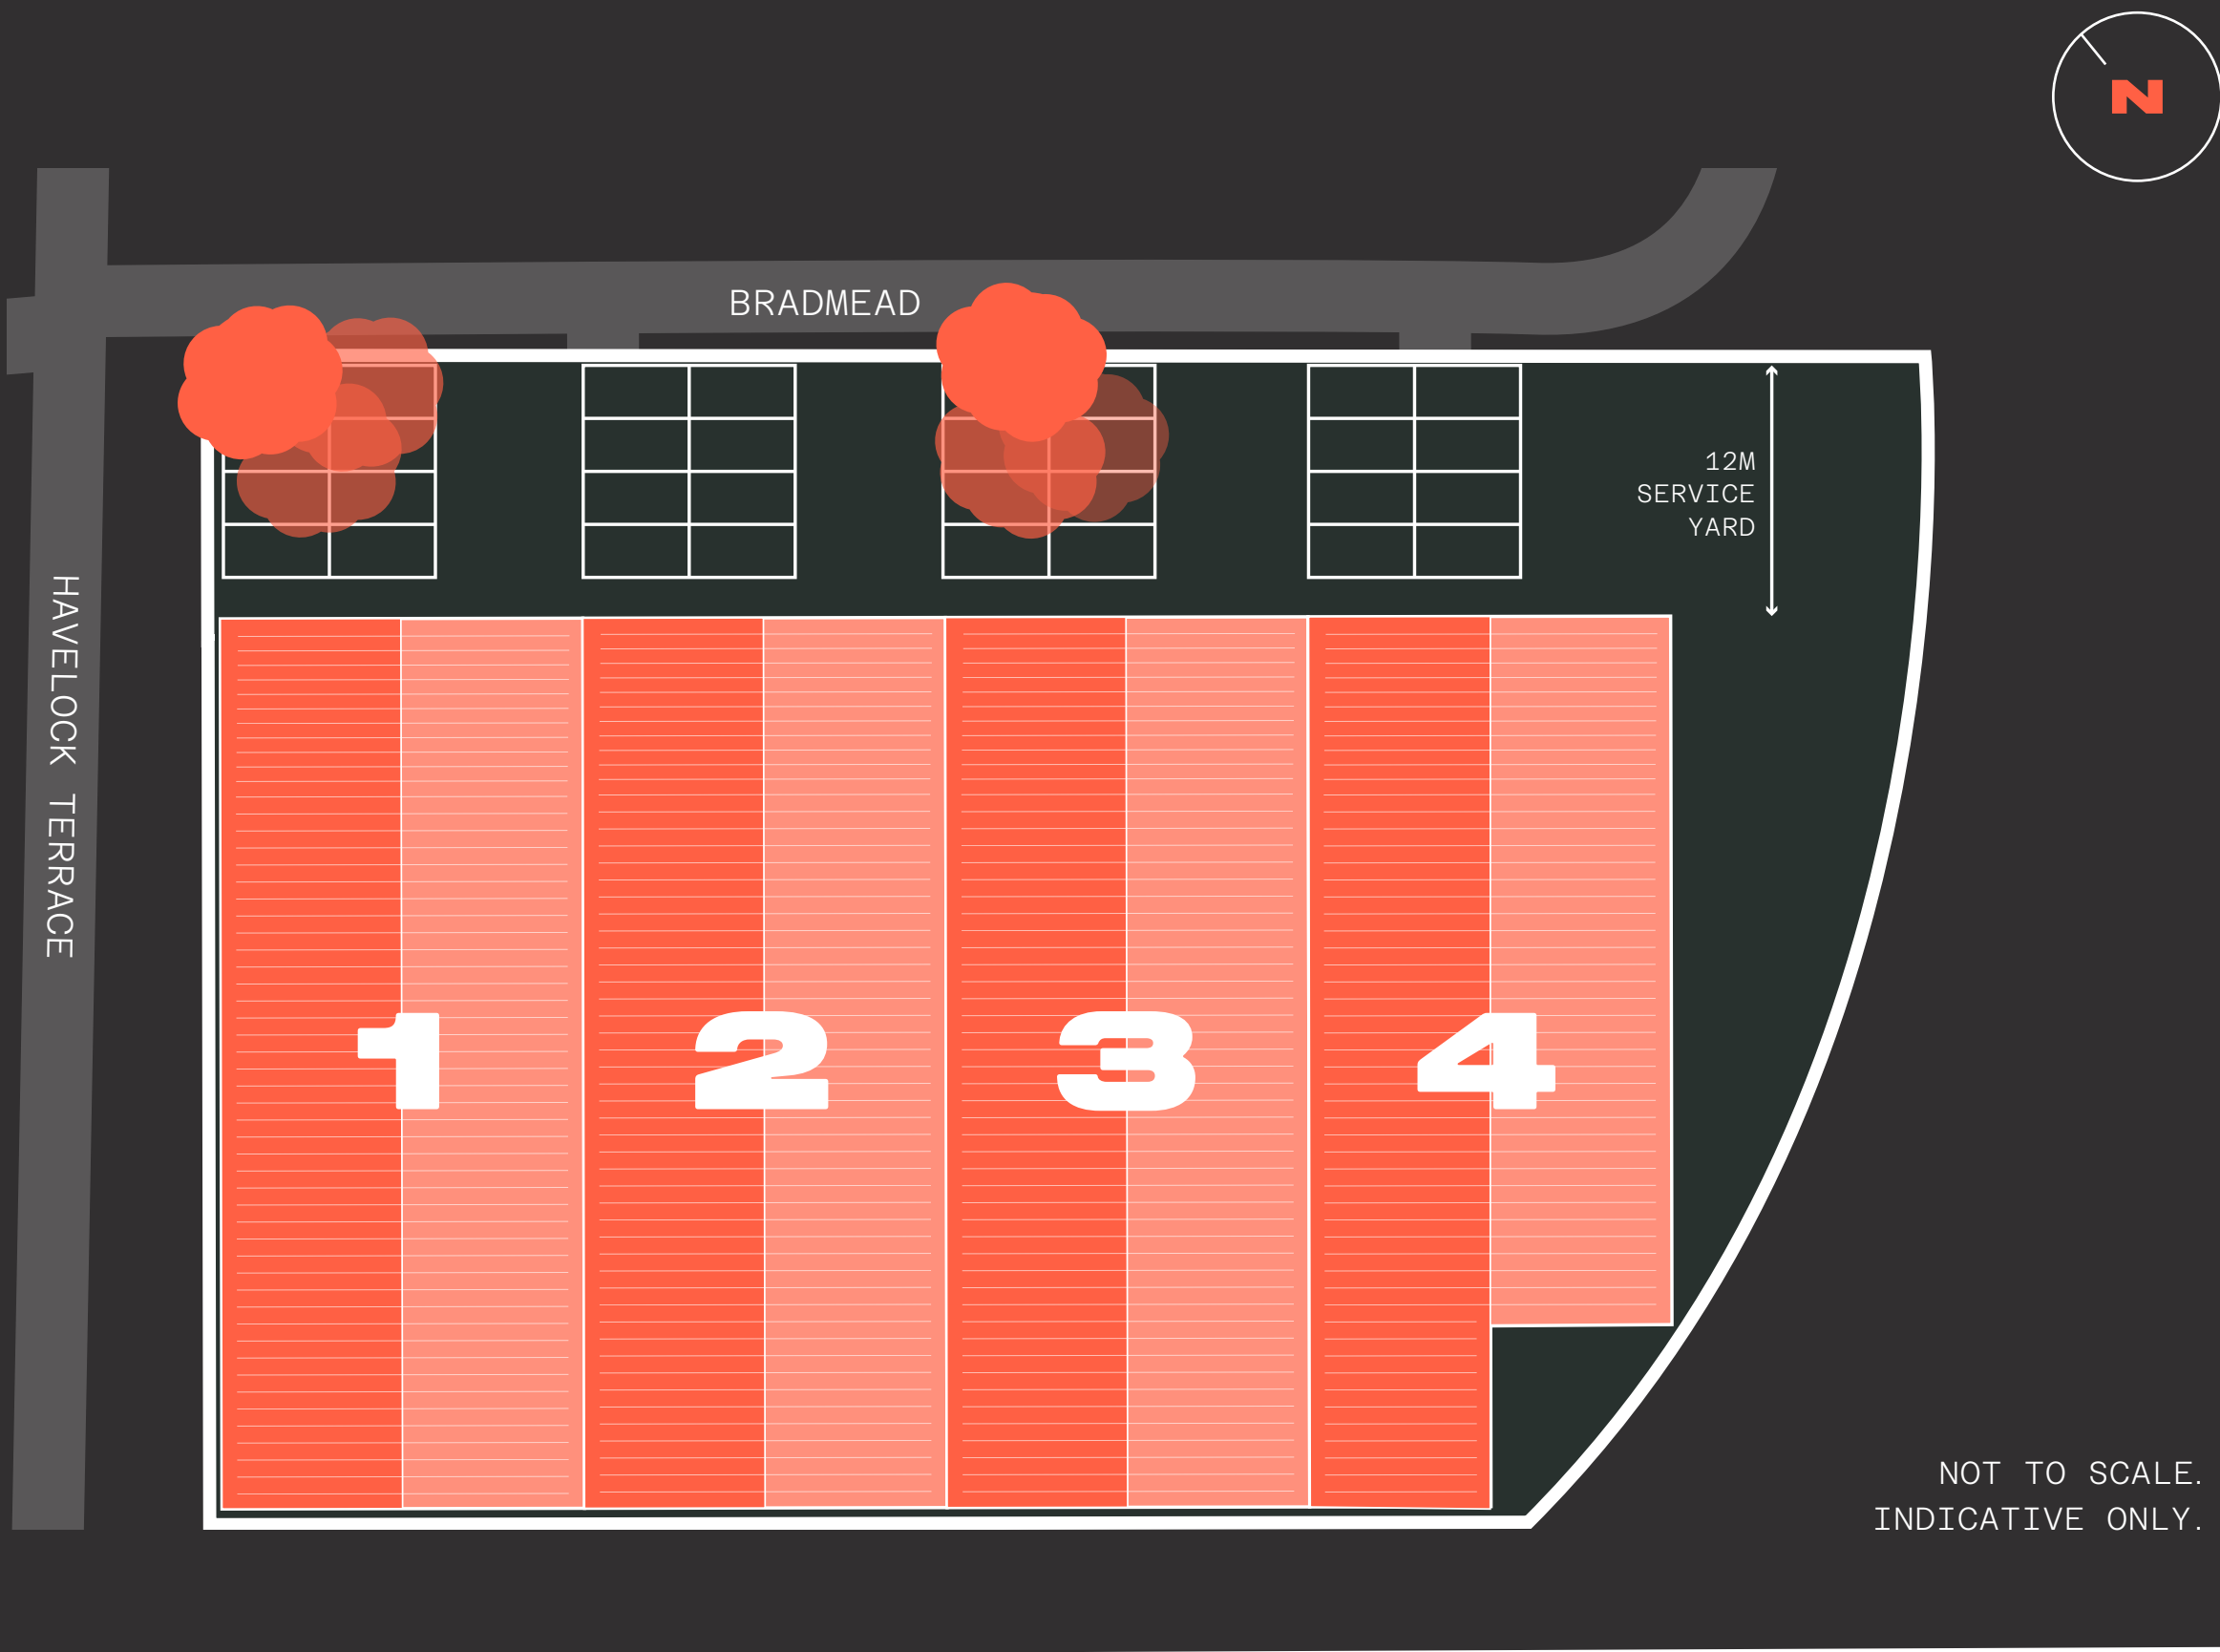 N
BRADMEAD
12M
SERVICE
YARD
HAVELOCK TERRACE
1
2
3
4
NOT TO SCALE.
INDICATIVE ONLY.